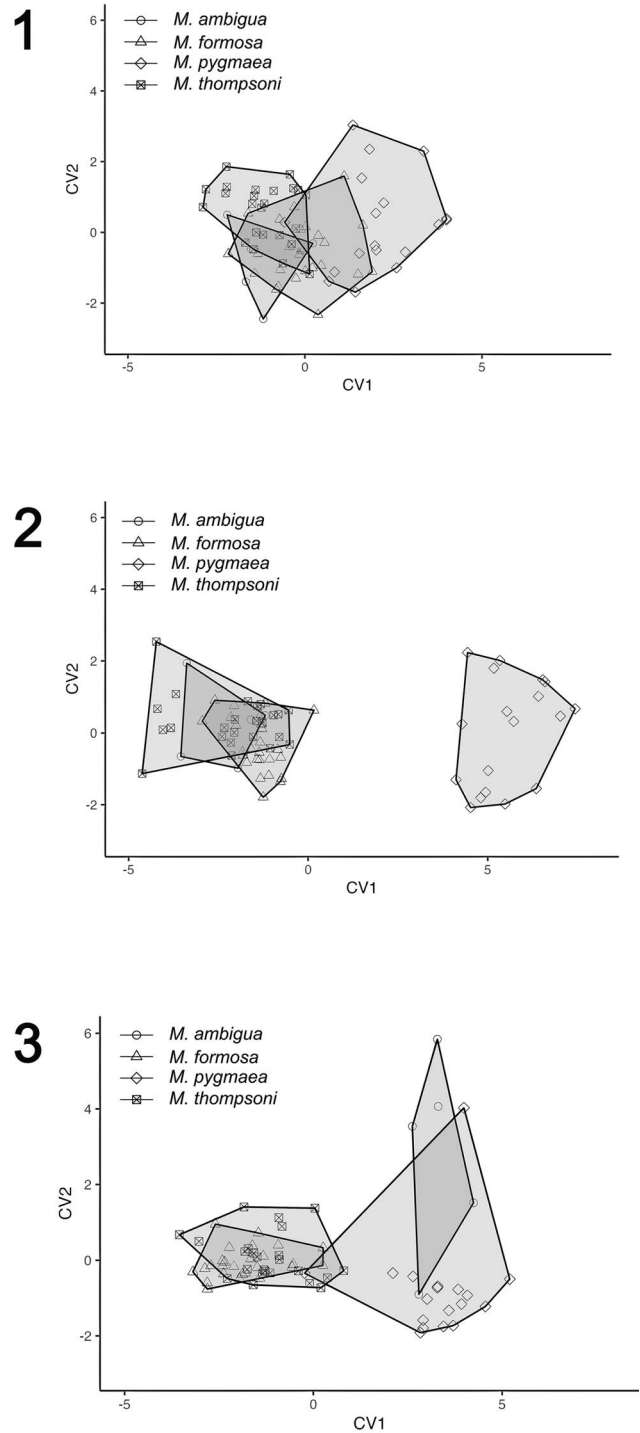 1
6
M. ambigua
M. formosa
4
M. pygmaea
M. thompsoni
2
CV2
0
-2
-5
0
5
CV1
2
6
M. ambigua
M. formosa
4
M. pygmaea
M. thompsoni
2
CV2
0
-2
-5
0
5
CV1
3
6
M. ambigua
M. formosa
4
M. pygmaea
M. thompsoni
2
CV2
0
-2
-5
0
5
CV1